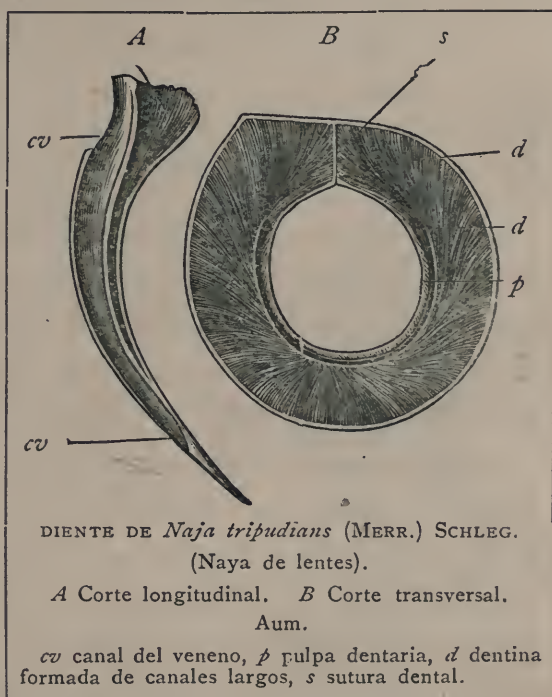 A B s
cv d
d
p
cv
DIENTE DE Naja tripudians (MERR.) SCHLEG.
(Naya de lentes).
A Corte longitudinal. B Corte transversal.
Aum.
cv canal del veneno, p pulpa dentaria, d dentina
formada de canales largos, s sutura dental.